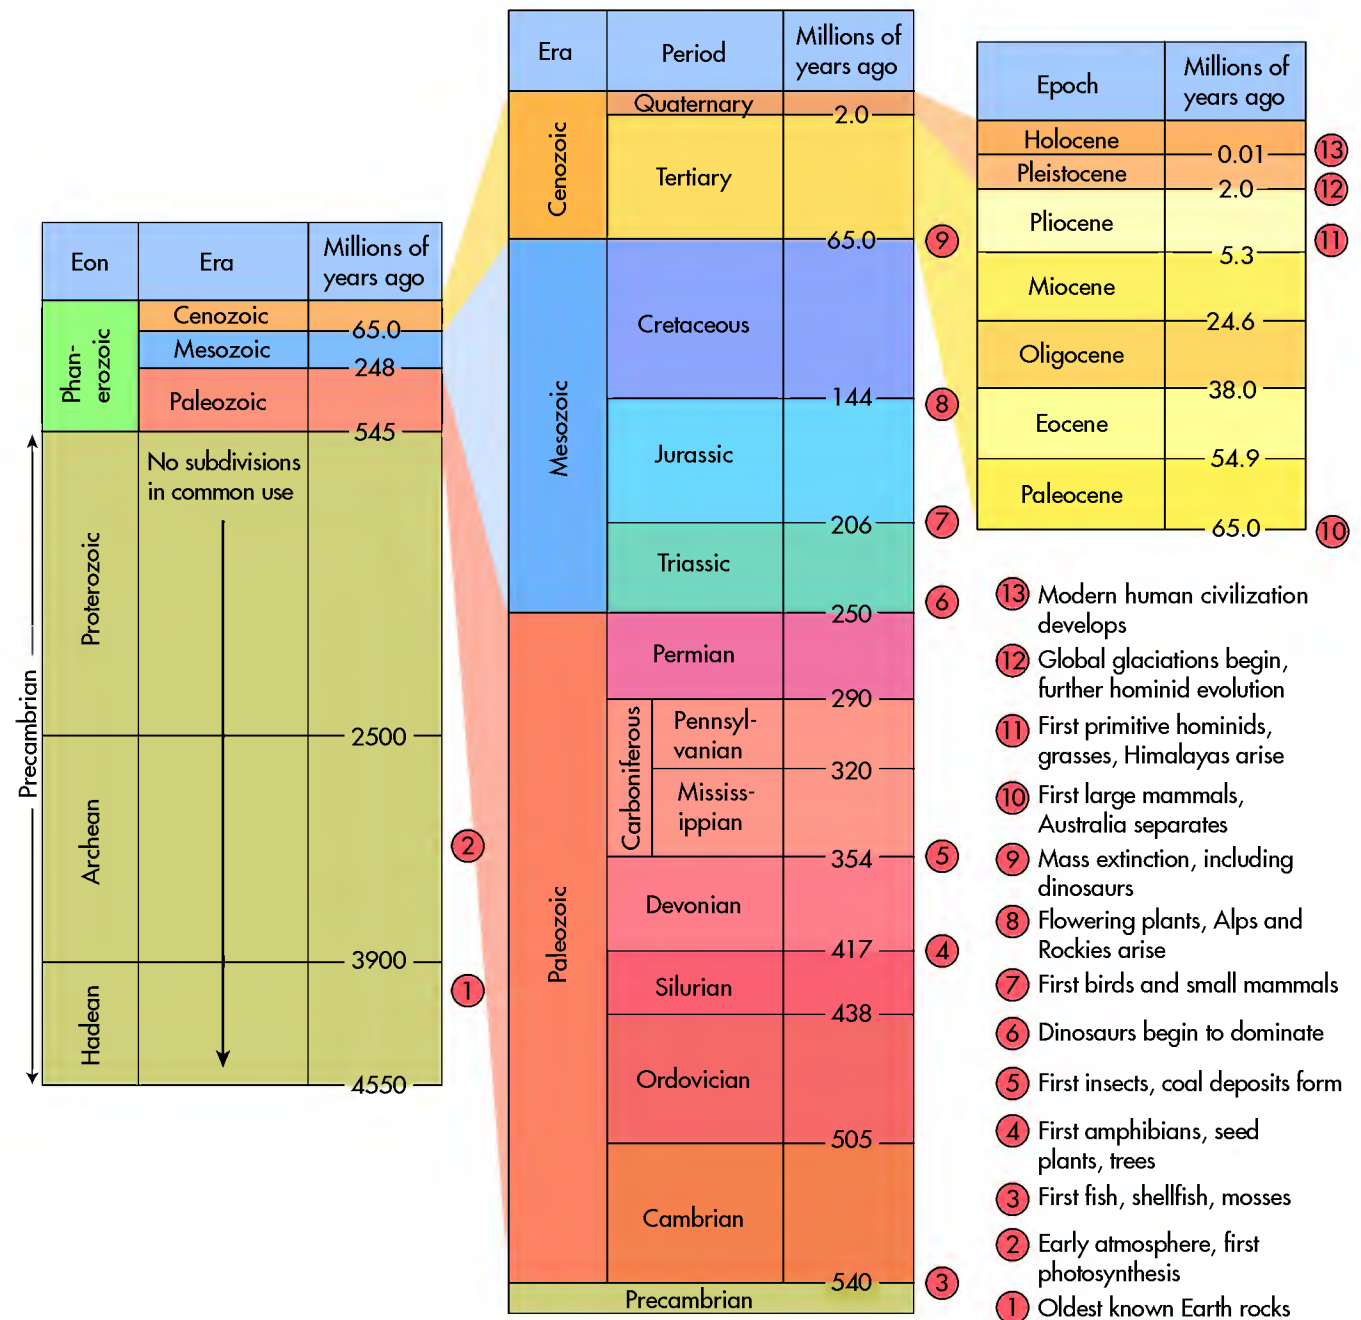 Eon
Era
Millions of
years ago
Phan-
erozoic
Cenozoic
65.0
Mesozoic
248
Paleozoic
545
Precambrian
Proterozoic
No subdivisions
in common use
2500
Archean
2
3900
Hadean
1
4550
Era
Period
Millions of
years ago
Cenozoic
Quaternary
2.0
Tertiary
65.0
9
Mesozoic
Cretaceous
144
8
Jurassic
206
7
Triassic
250
6
Paleozoic
Permian
290
Carboniferous
Pennsyl-
vanian
320
Mississ-
ippian
354
5
Devonian
417
4
Silurian
438
Ordovician
505
Cambrian
540
3
Precambrian
Epoch
Millions of
years ago
Holocene
0.01
13
Pleistocene
2.0
12
Pliocene
11
5.3
Miocene
24.6
Oligocene
38.0
Eocene
54.9
Paleocene
65.0
10
13 Modern human civilization
develops
12 Global glaciations begin,
further hominid evolution
11 First primitive hominids,
grasses, Himalayas arise
10 First large mammals,
Australia separates
9 Mass extinction, including
dinosaurs
8 Flowering plants, Alps and
Rockies arise
7 First birds and small mammals
6 Dinosaurs begin to dominate
5 First insects, coal deposits form
4 First amphibians, seed
plants, trees
3 First fish, shellfish, mosses
2 Early atmosphere, first
photosynthesis
1 Oldest known Earth rocks